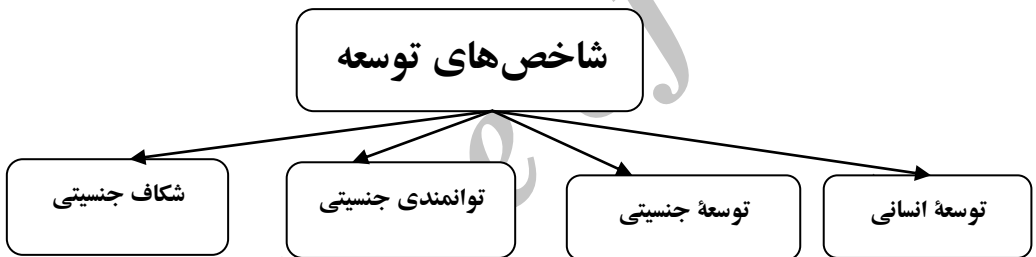 شاخص‌های توسعه
توسعهٔ انسانی
توسعهٔ جنسیتی
توانمندی جنسیتی
شکاف جنسیتی